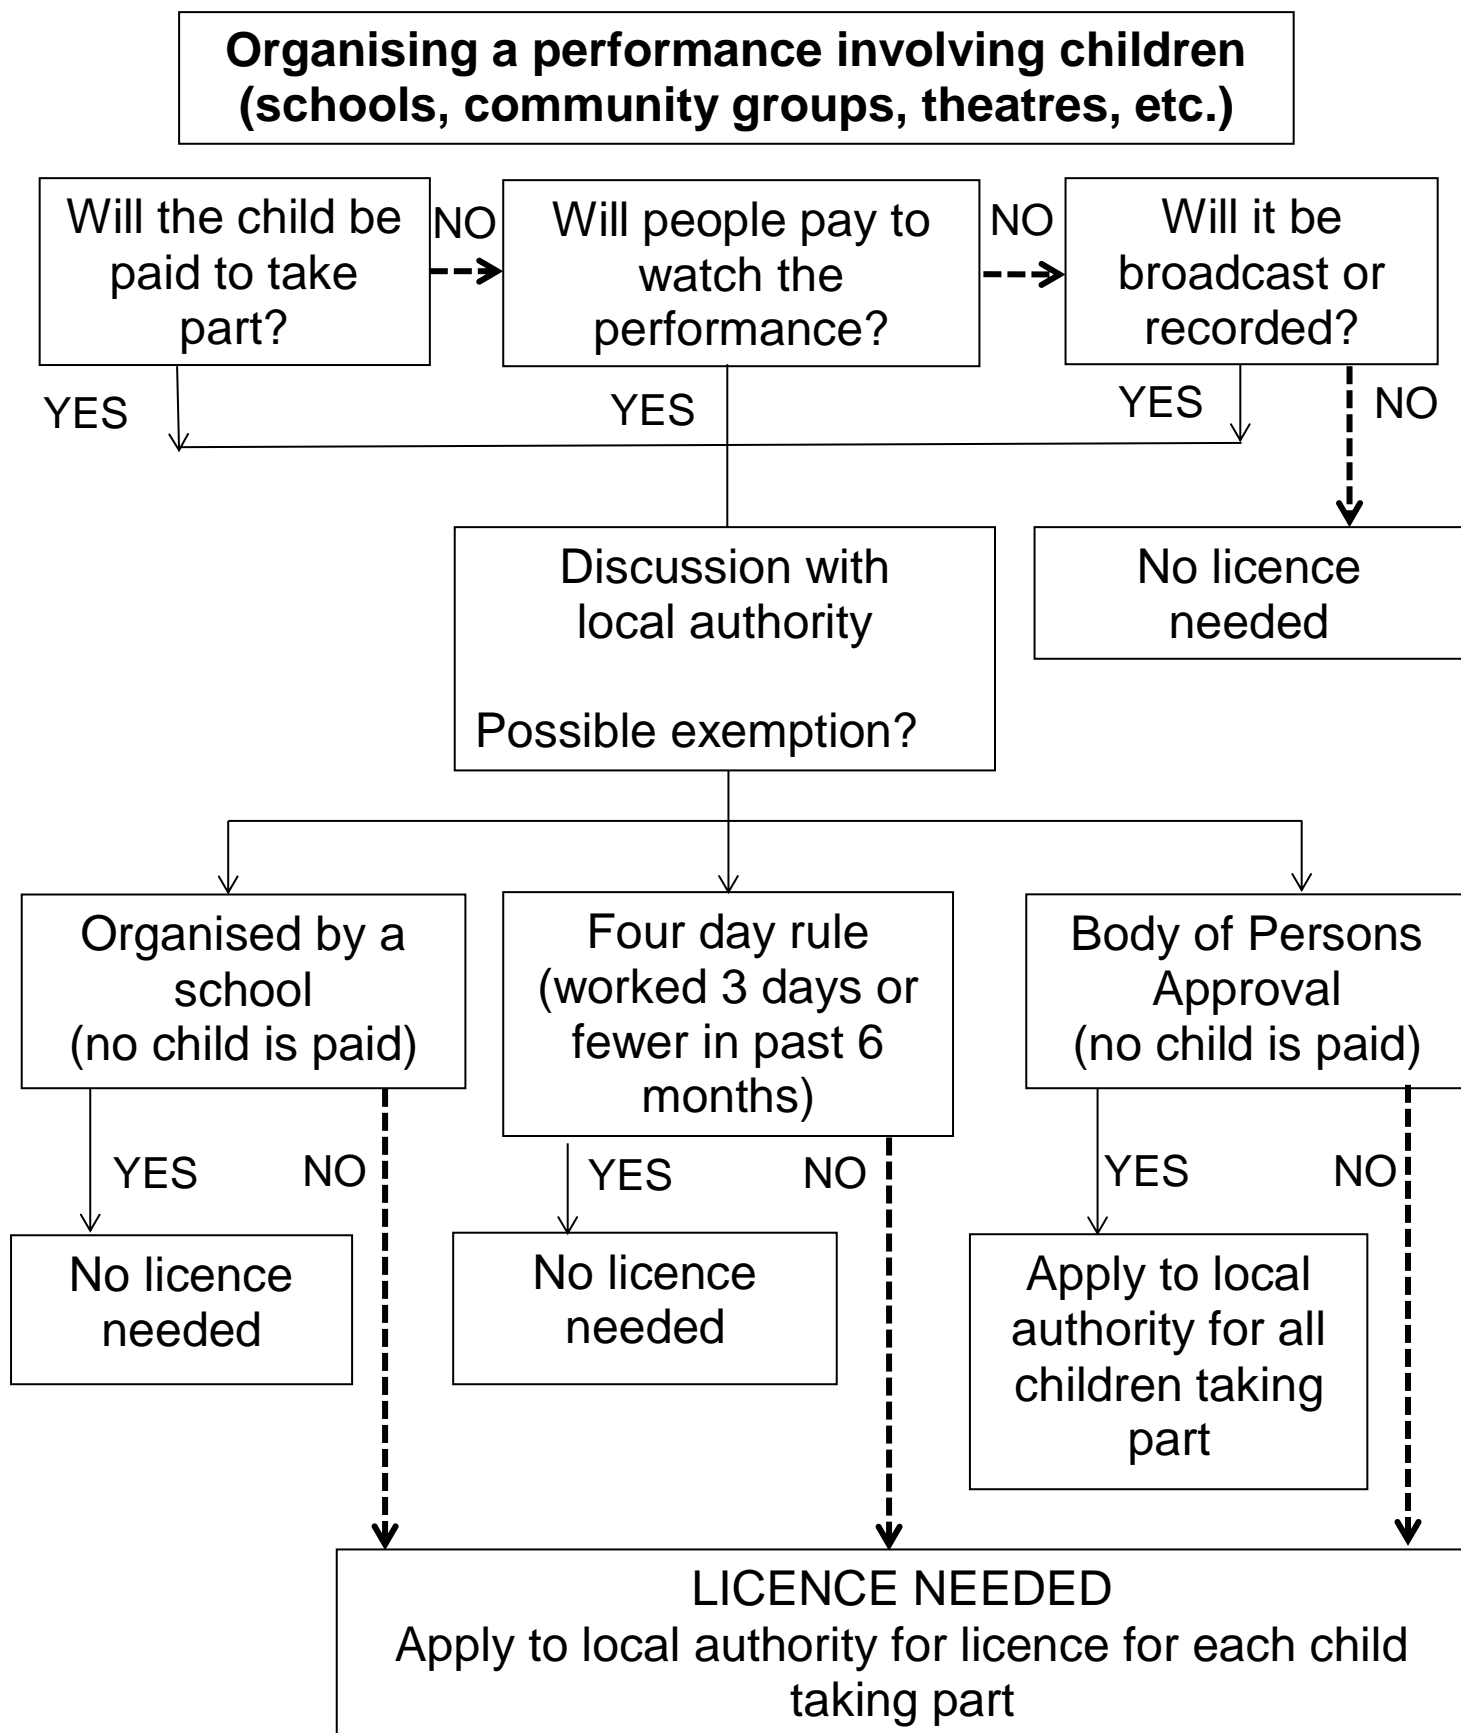 Organising a performance involving children
(schools, community groups, theatres, etc.)
Will the child be
paid to take
part?
NO
Will people pay to
watch the
performance?
NO
Will it be
broadcast or
recorded?
YES
YES
YES
NO
Discussion with
local authority
Possible exemption?
No licence
needed
Organised by a
school
(no child is paid)
Four day rule
(worked 3 days or
fewer in past 6
months)
Body of Persons
Approval
(no child is paid)
YES
NO
YES
NO
YES
NO
No licence
needed
No licence
needed
Apply to local
authority for all
children taking
part
LICENCE NEEDED
Apply to local authority for licence for each child
taking part